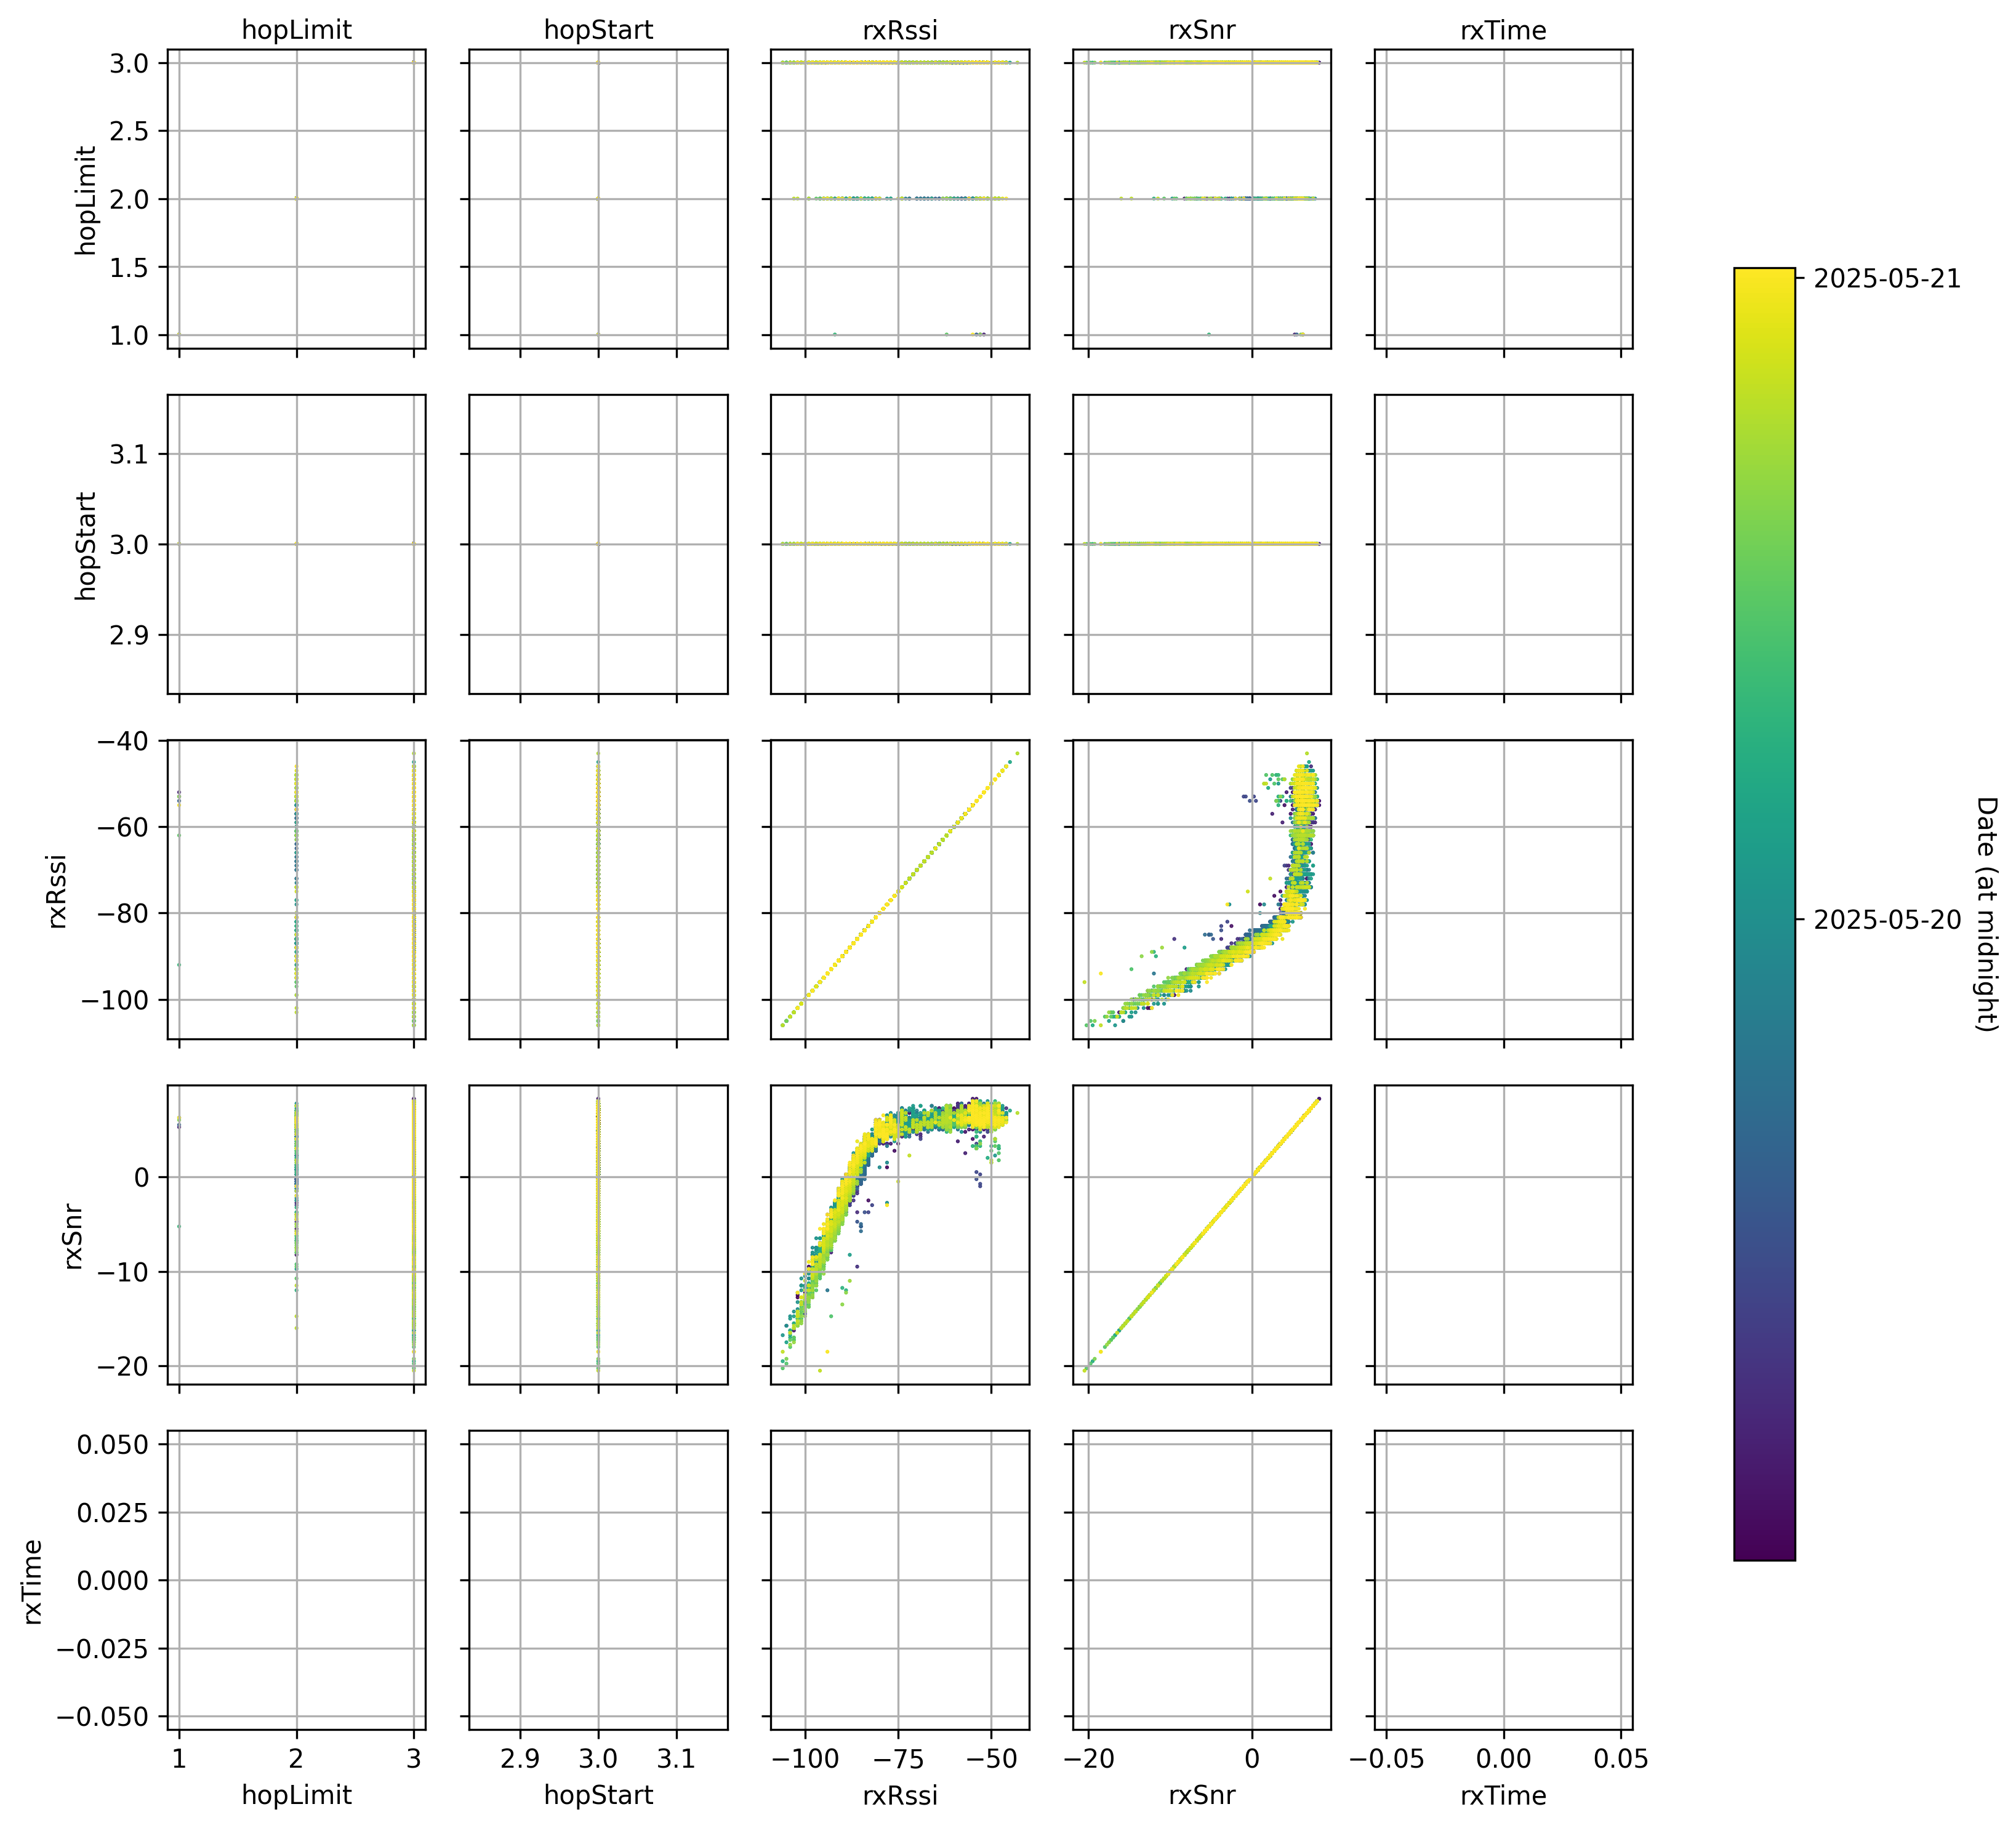 hopLimit hopStart rxRssi rxSnr rxTime
3.0
2.5
2.0
1.5
1.0
hopLimit
3.1
3.0
2.9
hopStart
−40
−60
−80
−100
rxRssi
0
−10
−20
rxSnr
0.050
0.025
0.000
−0.025
−0.050
rxTime
1 2 3 2.9 3.0 3.1 −100 −75 −50 −20 0 −0.05 0.00 0.05
hopLimit hopStart rxRssi rxSnr rxTime
2025-05-21
2025-05-20
Date (at midnight)